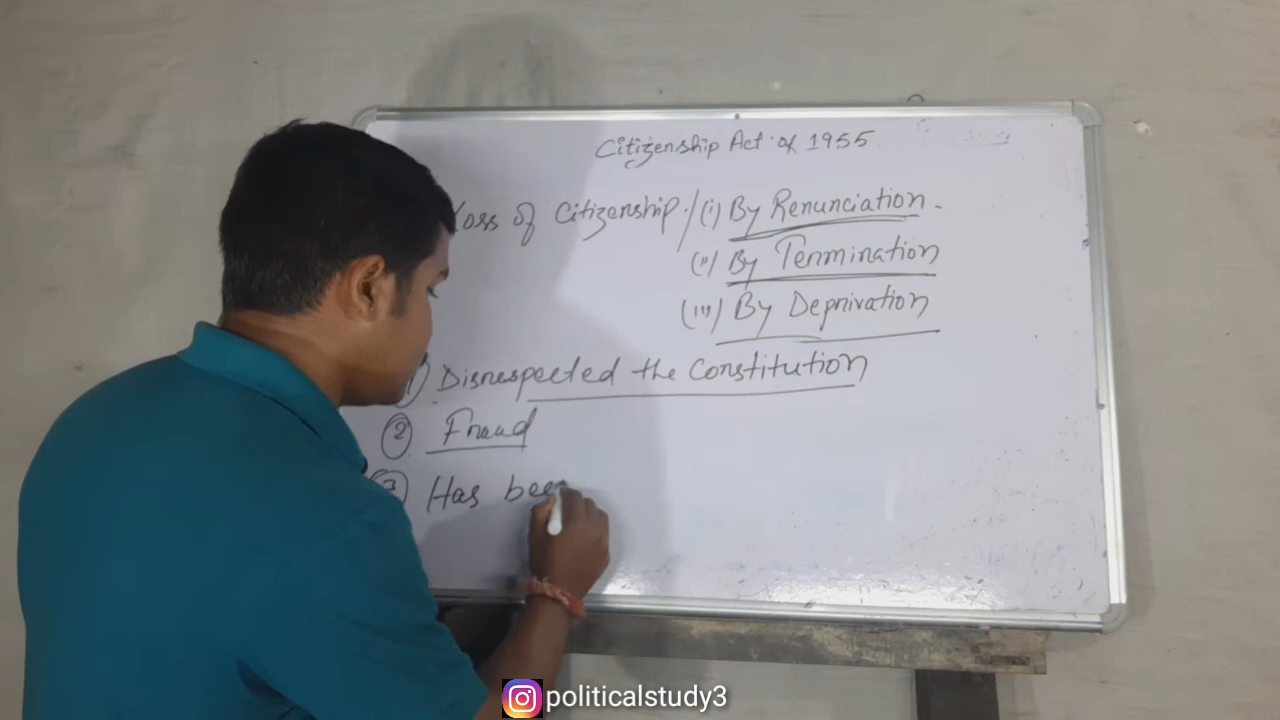 Citizenship Act of 1955
Loss of Citizenship / (i) By Renunciation.
(ii) By Termination
(iii) By Deprivation
(1) Disrespected the Constitution
(2) Fraud
(3) Has been
politicalstudy3